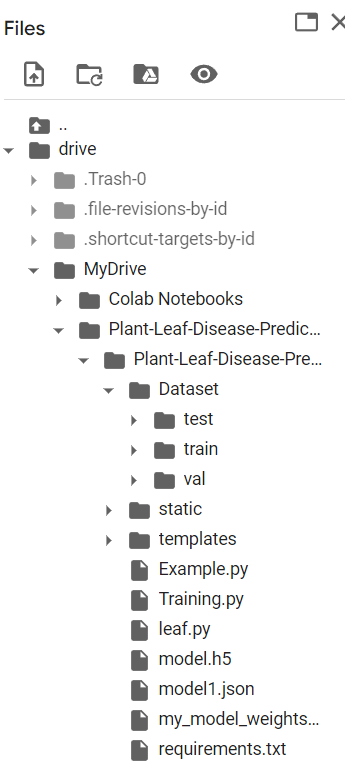 Files
..
drive
.Trash-0
.file-revisions-by-id
.shortcut-targets-by-id
MyDrive
Colab Notebooks
Plant-Leaf-Disease-Predic...
Plant-Leaf-Disease-Pre...
Dataset
test
train
val
static
templates
Example.py
Training.py
leaf.py
model.h5
model1.json
my_model_weights...
requirements.txt